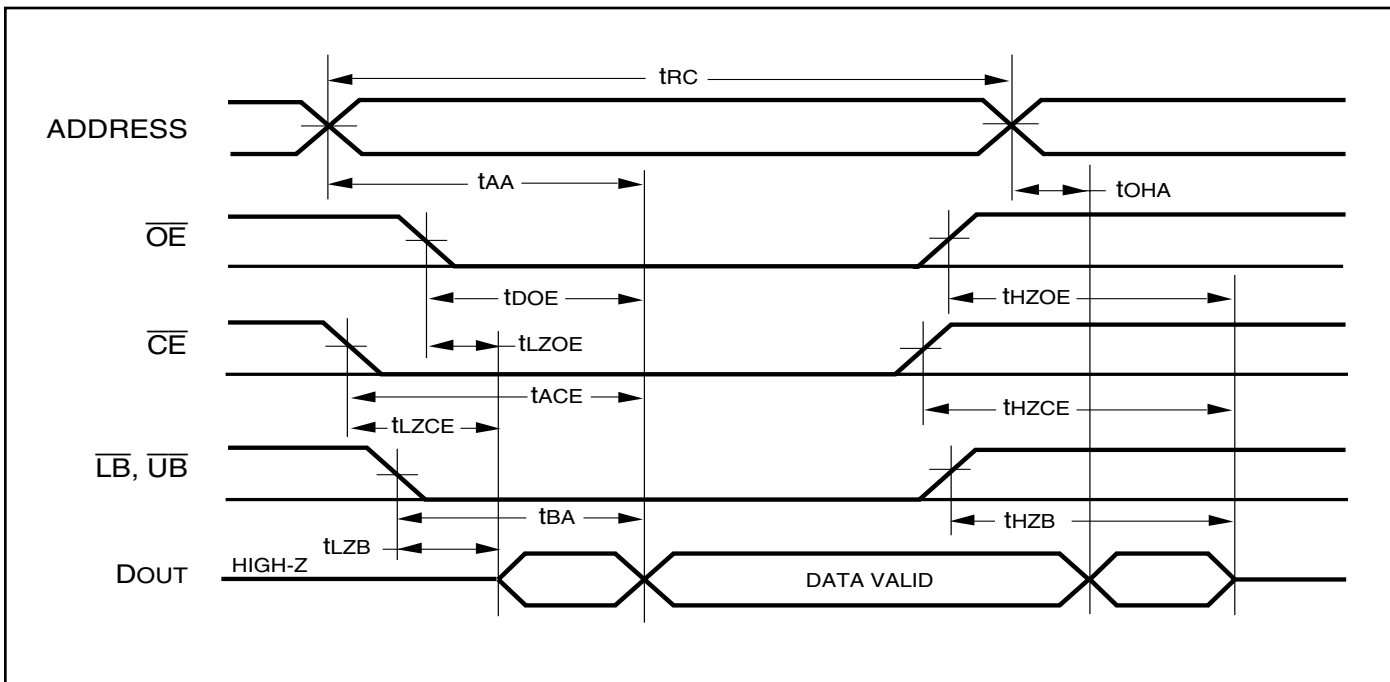 tRC
ADDRESS
tAA
tOHA
OE
tDOE
tHZOE
CE
tLZOE
tACE
tHZCE
tLZCE
LB, UB
tBA
tHZB
tLZB
DOUT
HIGH-Z
DATA VALID